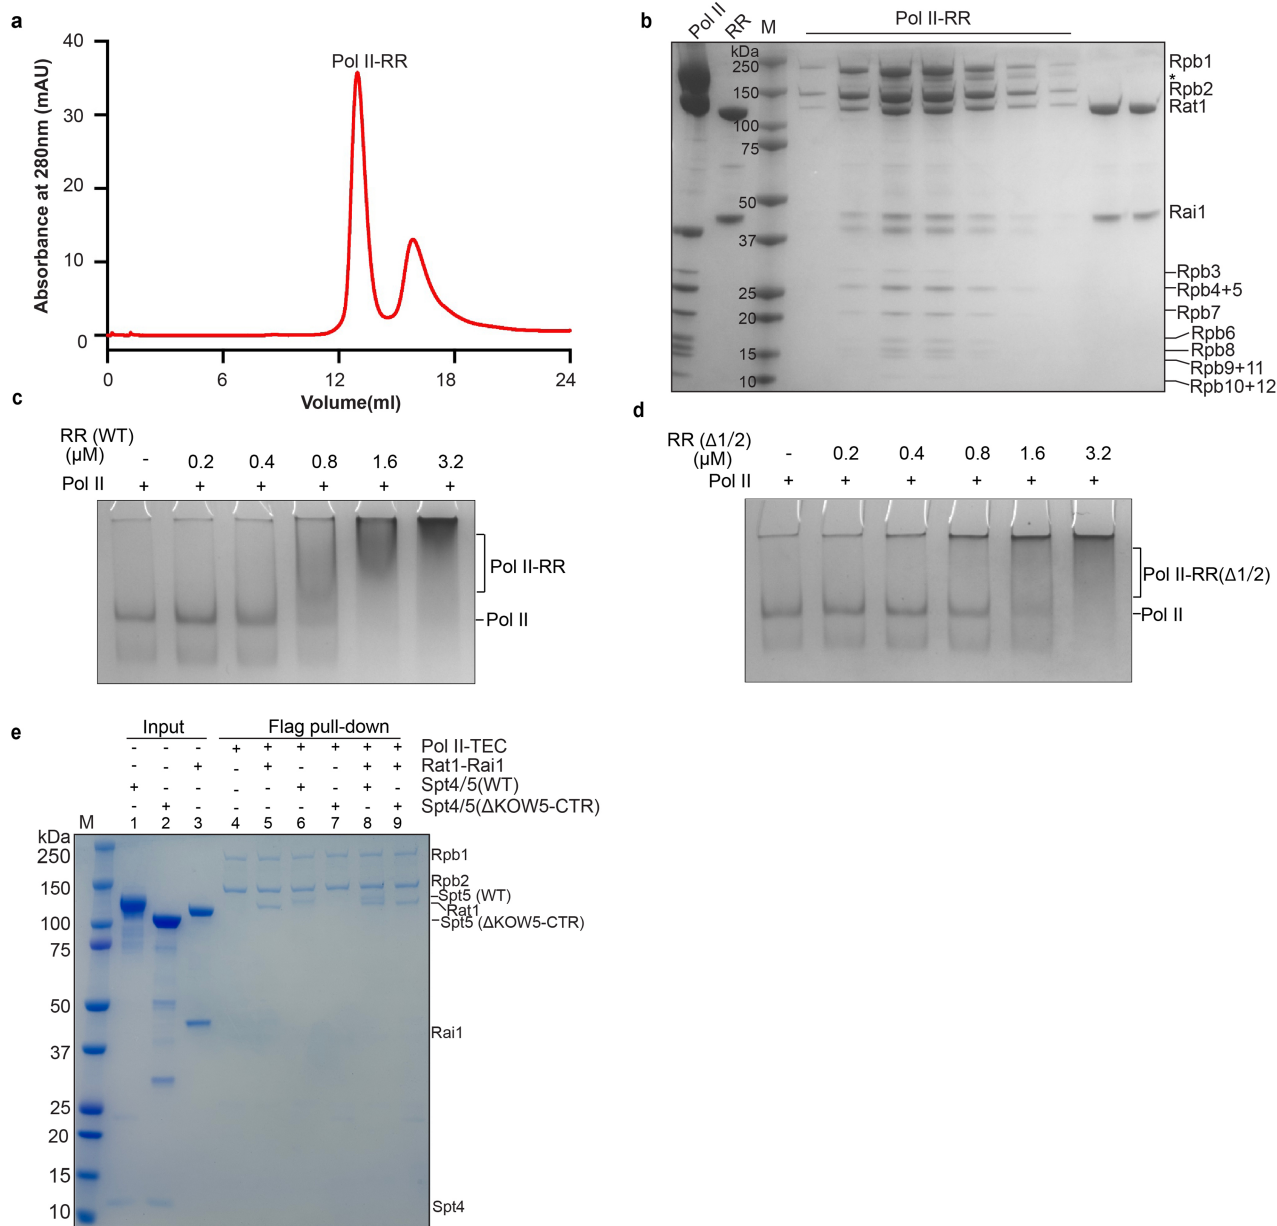 a
Absorbance at 280nm (mAU)
40
30
20
10
0
Pol II-RR
0 6 12 18 24
Volume(ml)
b
Pol II RR M Pol II-RR
kDa
250
150
100
75
50
37
25
20
15
10
Rpb1
*
Rpb2
Rat1
Rai1
Rpb3
Rpb4+5
Rpb7
Rpb6
Rpb8
Rpb9+11
Rpb10+12
c
RR (WT)
(µM) - 0.2 0.4 0.8 1.6 3.2
Pol II + + + + + +
Pol II-RR
Pol II
d
RR (Δ1/2)
(µM) - 0.2 0.4 0.8 1.6 3.2
Pol II + + + + + +
Pol II-RR(Δ1/2)
Pol II
e
Input Flag pull-down
- - - + + + + + + Pol II-TEC
- - + - + - - + + Rat1-Rai1
+ - - - - + - + - Spt4/5(WT)
- + - - - - + - + Spt4/5(ΔKOW5-CTR)
M 1 2 3 4 5 6 7 8 9
kDa
250
150
100
75
50
37
25
20
15
10
Rpb1
Rpb2
Spt5 (WT)
Rat1
Spt5 (ΔKOW5-CTR)
Rai1
Spt4